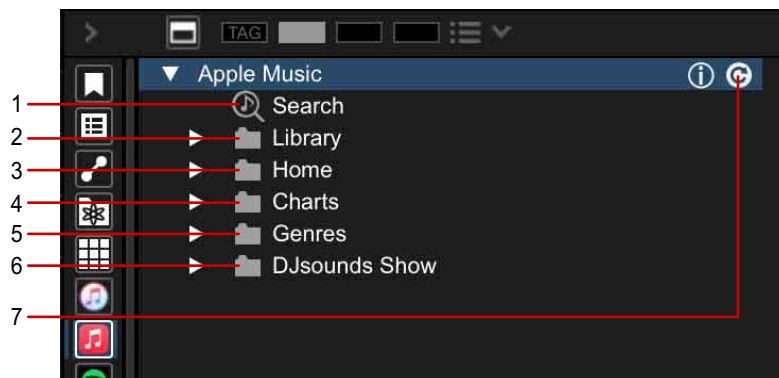 TAG
Apple Music
1 Search
2 Library
3 Home
4 Charts
5 Genres
6 DJsounds Show
7